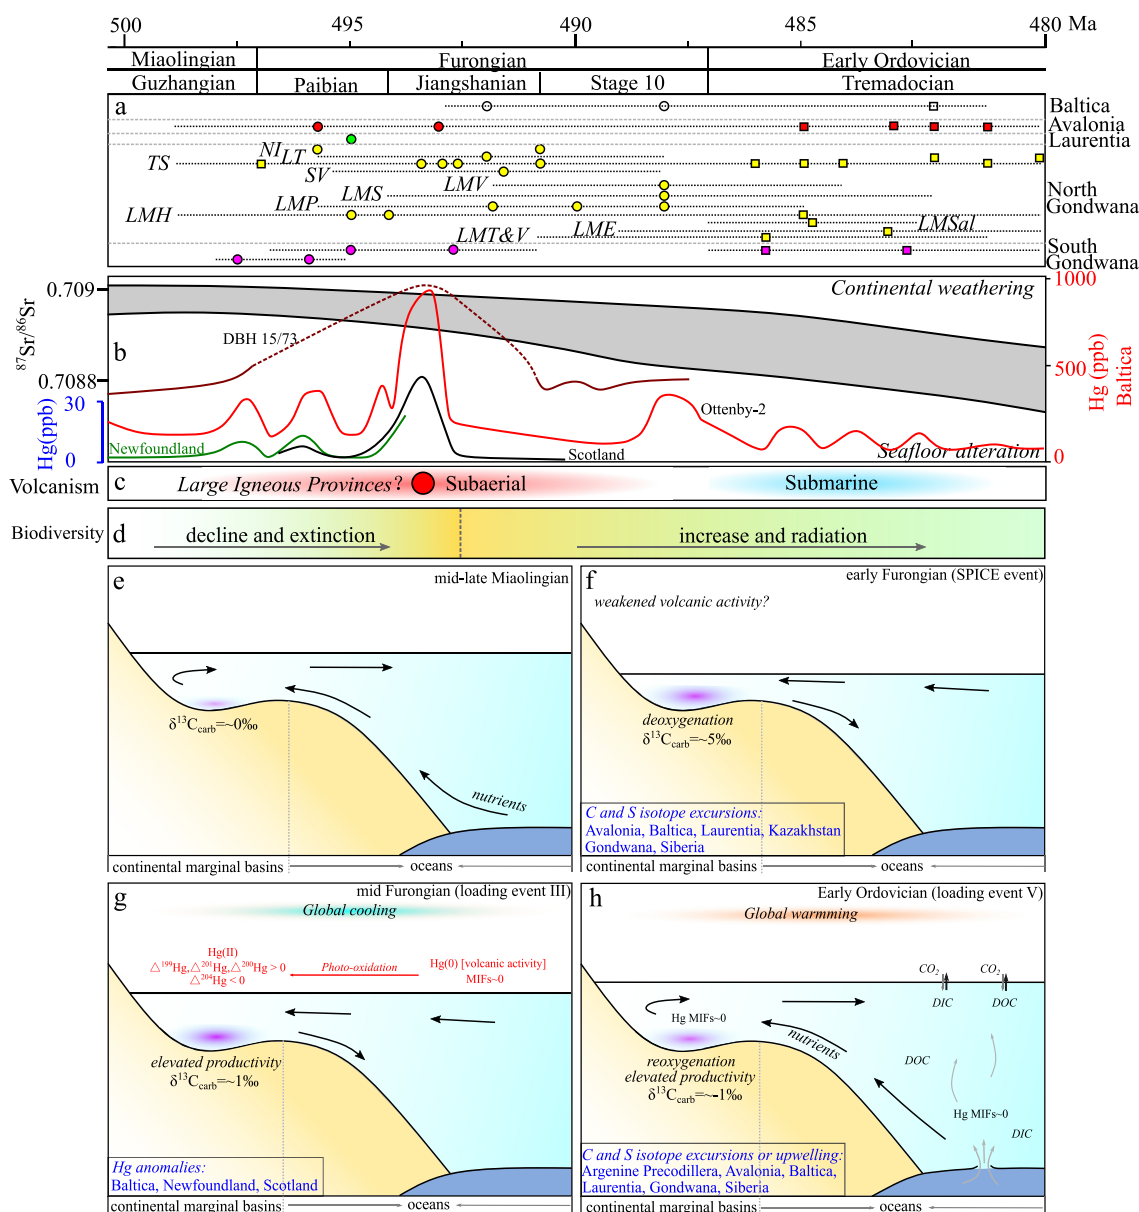 500 495 490 485 480 Ma
Miaolingian Furongian Early Ordovician
Guzhangian Paibian Jiangshanian Stage 10 Tremadocian
a
Baltica
Avalonia
Laurentia
NI
LT
TS
SV
LMV
LMS
North
Gondwana
LMP
LMH
LMSal
LME
LMT&V
South
Gondwana
0.709
Continental weathering
1000
⁸⁷Sr/⁸⁶Sr
DBH 15/73
b
500
Hg (ppb)
Baltica
0.7088
30
Hg(ppb)
Ottenby-2
Newfoundland
Scotland
Seafloor alteration
0
0
Volcanism
c
Large Igneous Provinces? Subaerial
Submarine
Biodiversity
d
decline and extinction
increase and radiation
e
mid-late Miaolingian
δ¹³Ccarb=~0‰
nutrients
continental marginal basins
oceans
f
early Furongian (SPICE event)
weakened volcanic activity?
deoxygenation
δ¹³Ccarb=~5‰
C and S isotope excursions:
Avalonia, Baltica, Laurentia, Kazakhstan
Gondwana, Siberia
continental marginal basins
oceans
g
mid Furongian (loading event III)
Global cooling
Hg(II)
△¹⁹⁹Hg,△²⁰¹Hg,△²⁰⁰Hg > 0
△²⁰⁴Hg < 0
Photo-oxidation
Hg(0) [volcanic activity]
MIFs~0
elevated productivity
δ¹³Ccarb=~1‰
Hg anomalies:
Baltica, Newfoundland, Scotland
continental marginal basins
oceans
h
Early Ordovician (loading event V)
Global warmming
CO₂
CO₂
DIC
DOC
Hg MIFs~0
nutrients
reoxygenation
elevated productivity
δ¹³Ccarb=~-1‰
DOC
Hg MIFs~0
DIC
C and S isotope excursions or upwelling:
Argenine Precodillera, Avalonia, Baltica,
Laurentia, Gondwana, Siberia
continental marginal basins
oceans